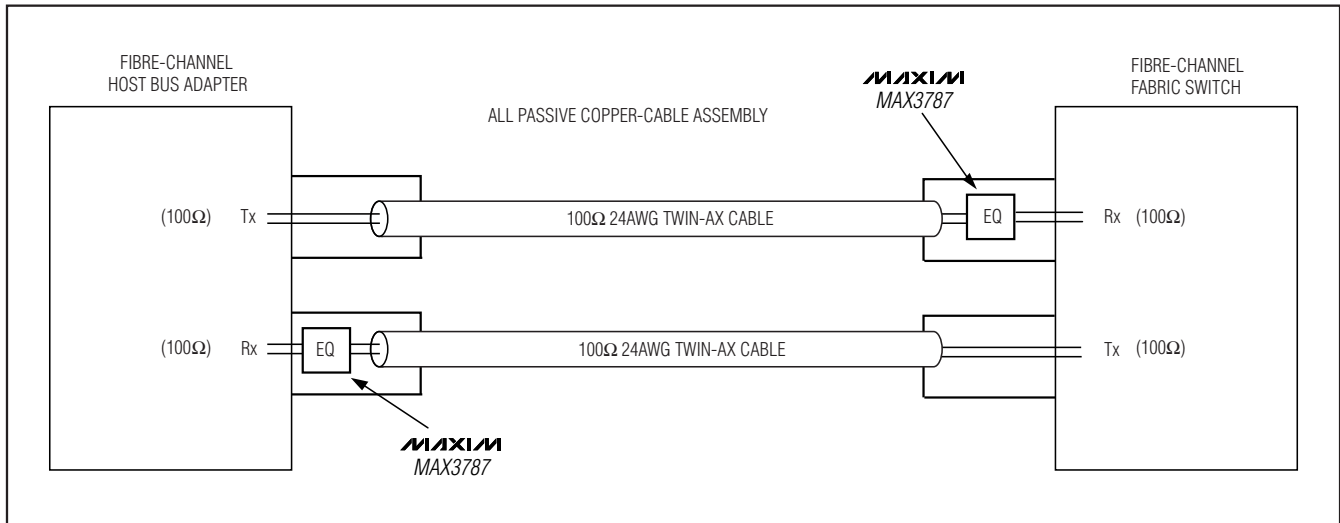 FIBRE-CHANNEL
HOST BUS ADAPTER
ALL PASSIVE COPPER-CABLE ASSEMBLY
MAXIM
MAX3787
FIBRE-CHANNEL
FABRIC SWITCH
(100Ω) Tx
100Ω 24AWG TWIN-AX CABLE
EQ
Rx (100Ω)
(100Ω) Rx
EQ
100Ω 24AWG TWIN-AX CABLE
Tx (100Ω)
MAXIM
MAX3787